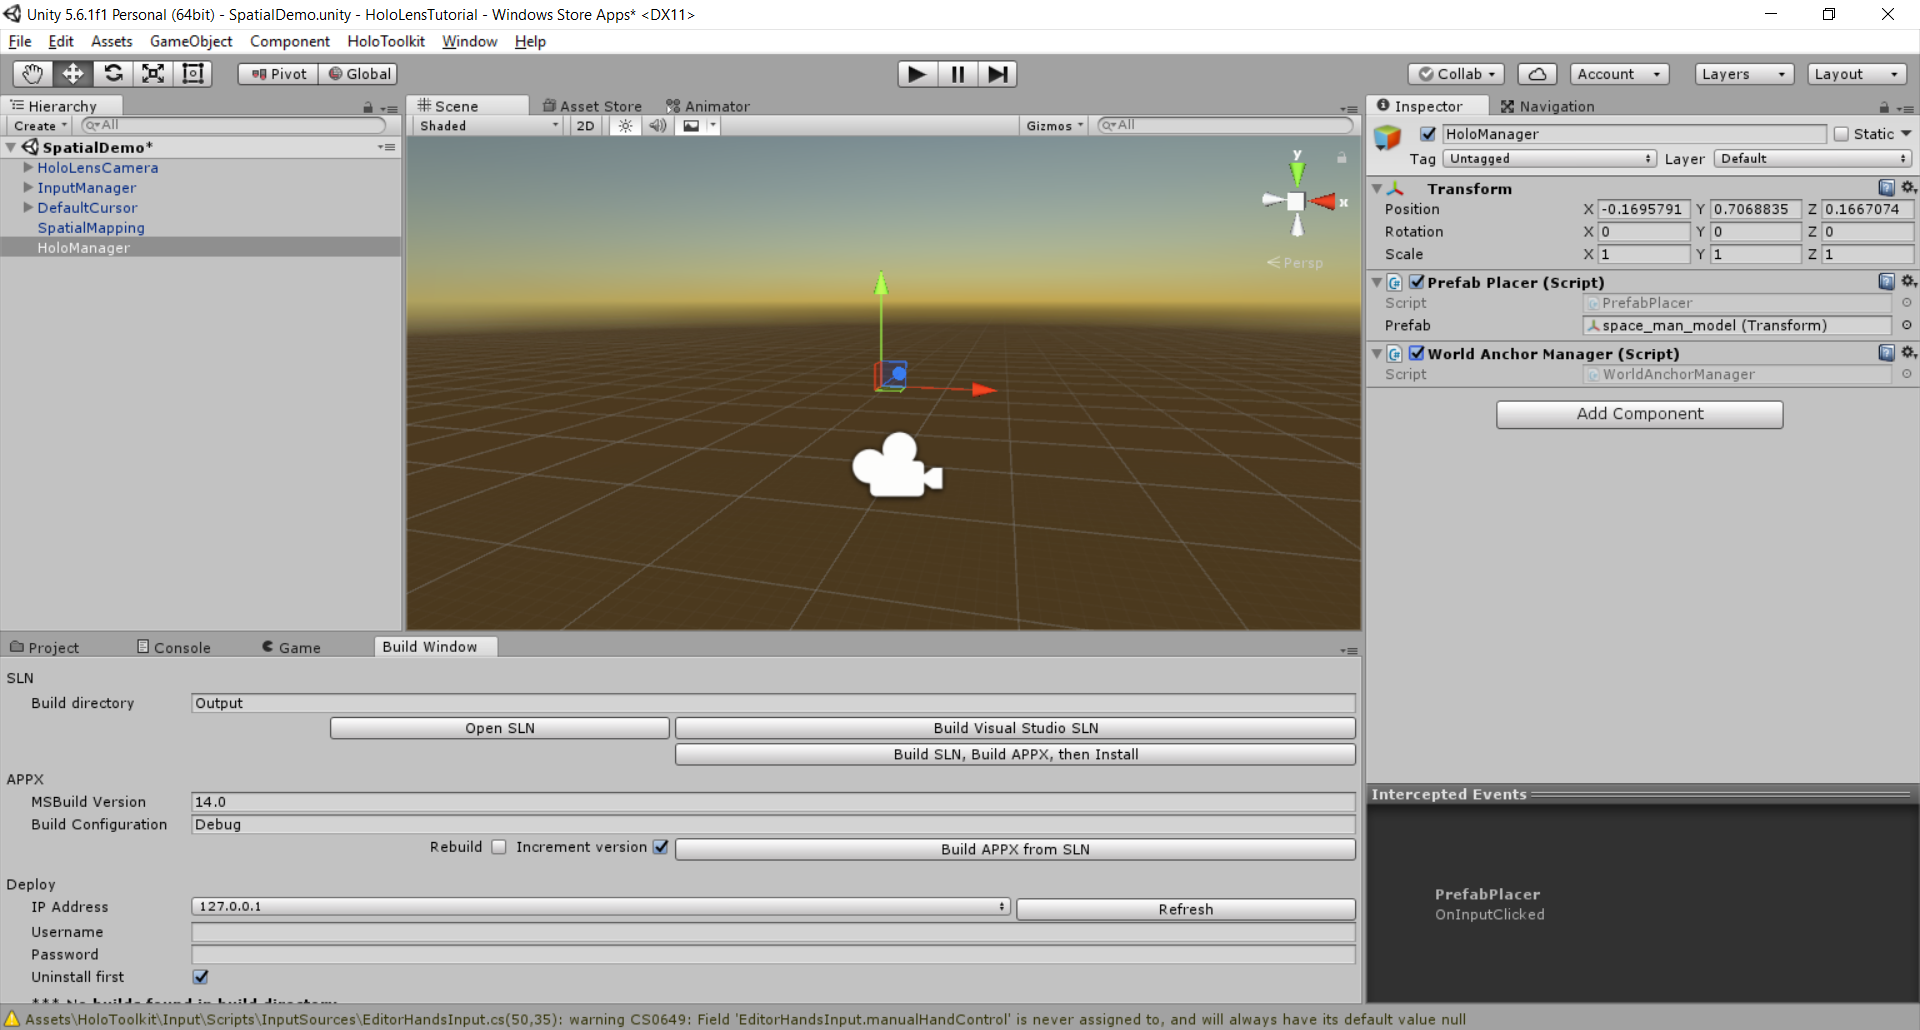 Unity 5.6.1f1 Personal (64bit) - SpatialDemo.unity - HoloLensTutorial - Windows Store Apps* <DX11>
File Edit Assets GameObject Component HoloToolkit Window Help
Pivot Global Collab Account Layers Layout
Hierarchy
Create All
SpatialDemo*
HoloLensCamera
InputManager
DefaultCursor
SpatialMapping
HoloManager
Scene Asset Store Animator
Shaded 2D Gizmos All
y
x
Persp
Inspector Navigation
HoloManager Static
Tag Untagged Layer Default
Transform
Position X -0.1695791 Y 0.7068835 Z 0.1667074
Rotation X 0 Y 0 Z 0
Scale X 1 Y 1 Z 1
Prefab Placer (Script)
Script PrefabPlacer
Prefab space_man_model (Transform)
World Anchor Manager (Script)
Script WorldAnchorManager
Add Component
Project Console Game Build Window
SLN
Build directory Output
Open SLN Build Visual Studio SLN
Build SLN, Build APPX, then Install
APPX
MSBuild Version 14.0
Build Configuration Debug
Rebuild Increment version Build APPX from SLN
Deploy
IP Address 127.0.0.1 Refresh
Username
Password
Uninstall first
*** No builds found in build directory
Intercepted Events
PrefabPlacer
OnInputClicked
Assets\HoloToolkit\Input\Scripts\InputSources\EditorHandsInput.cs(50,35): warning CS0649: Field 'EditorHandsInput.manualHandControl' is never assigned to, and will always have its default value null